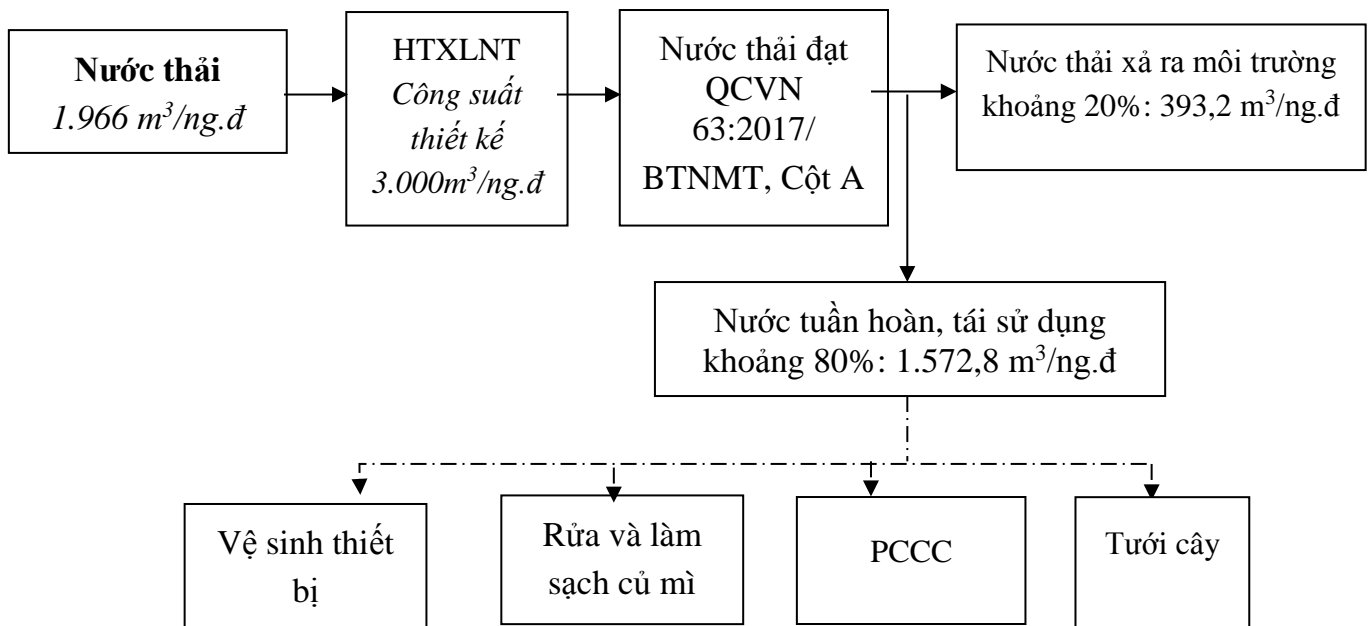 Nước thải
1.966 m³/ng.đ
HTXLNT
Công suất
thiết kế
3.000m³/ng.đ
Nước thải đạt
QCVN
63:2017/
BTNMT, Cột A
Nước thải xả ra môi trường
khoảng 20%: 393,2 m³/ng.đ
Nước tuần hoàn, tái sử dụng
khoảng 80%: 1.572,8 m³/ng.đ
Vệ sinh thiết
bị
Rửa và làm
sạch củ mì
PCCC
Tưới cây